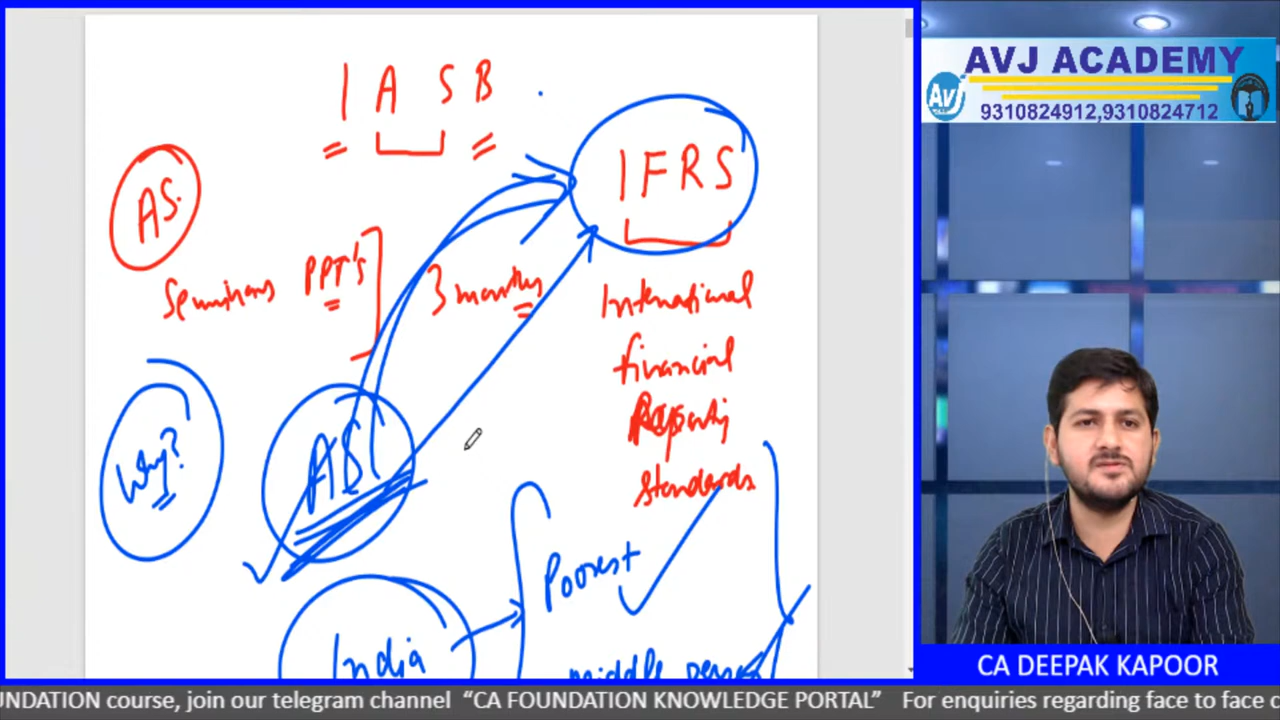 I A S B
AS
IFRS
Seminars PPT's
3 months
International
Financial
Reporting
Standards
Why?
AS
Poorest
India
middle
AVJ ACADEMY
AV
9310824912,9310824712
CA DEEPAK KAPOOR
UNDATION course, join our telegram channel “CA FOUNDATION KNOWLEDGE PORTAL” For enquiries regarding face to face c